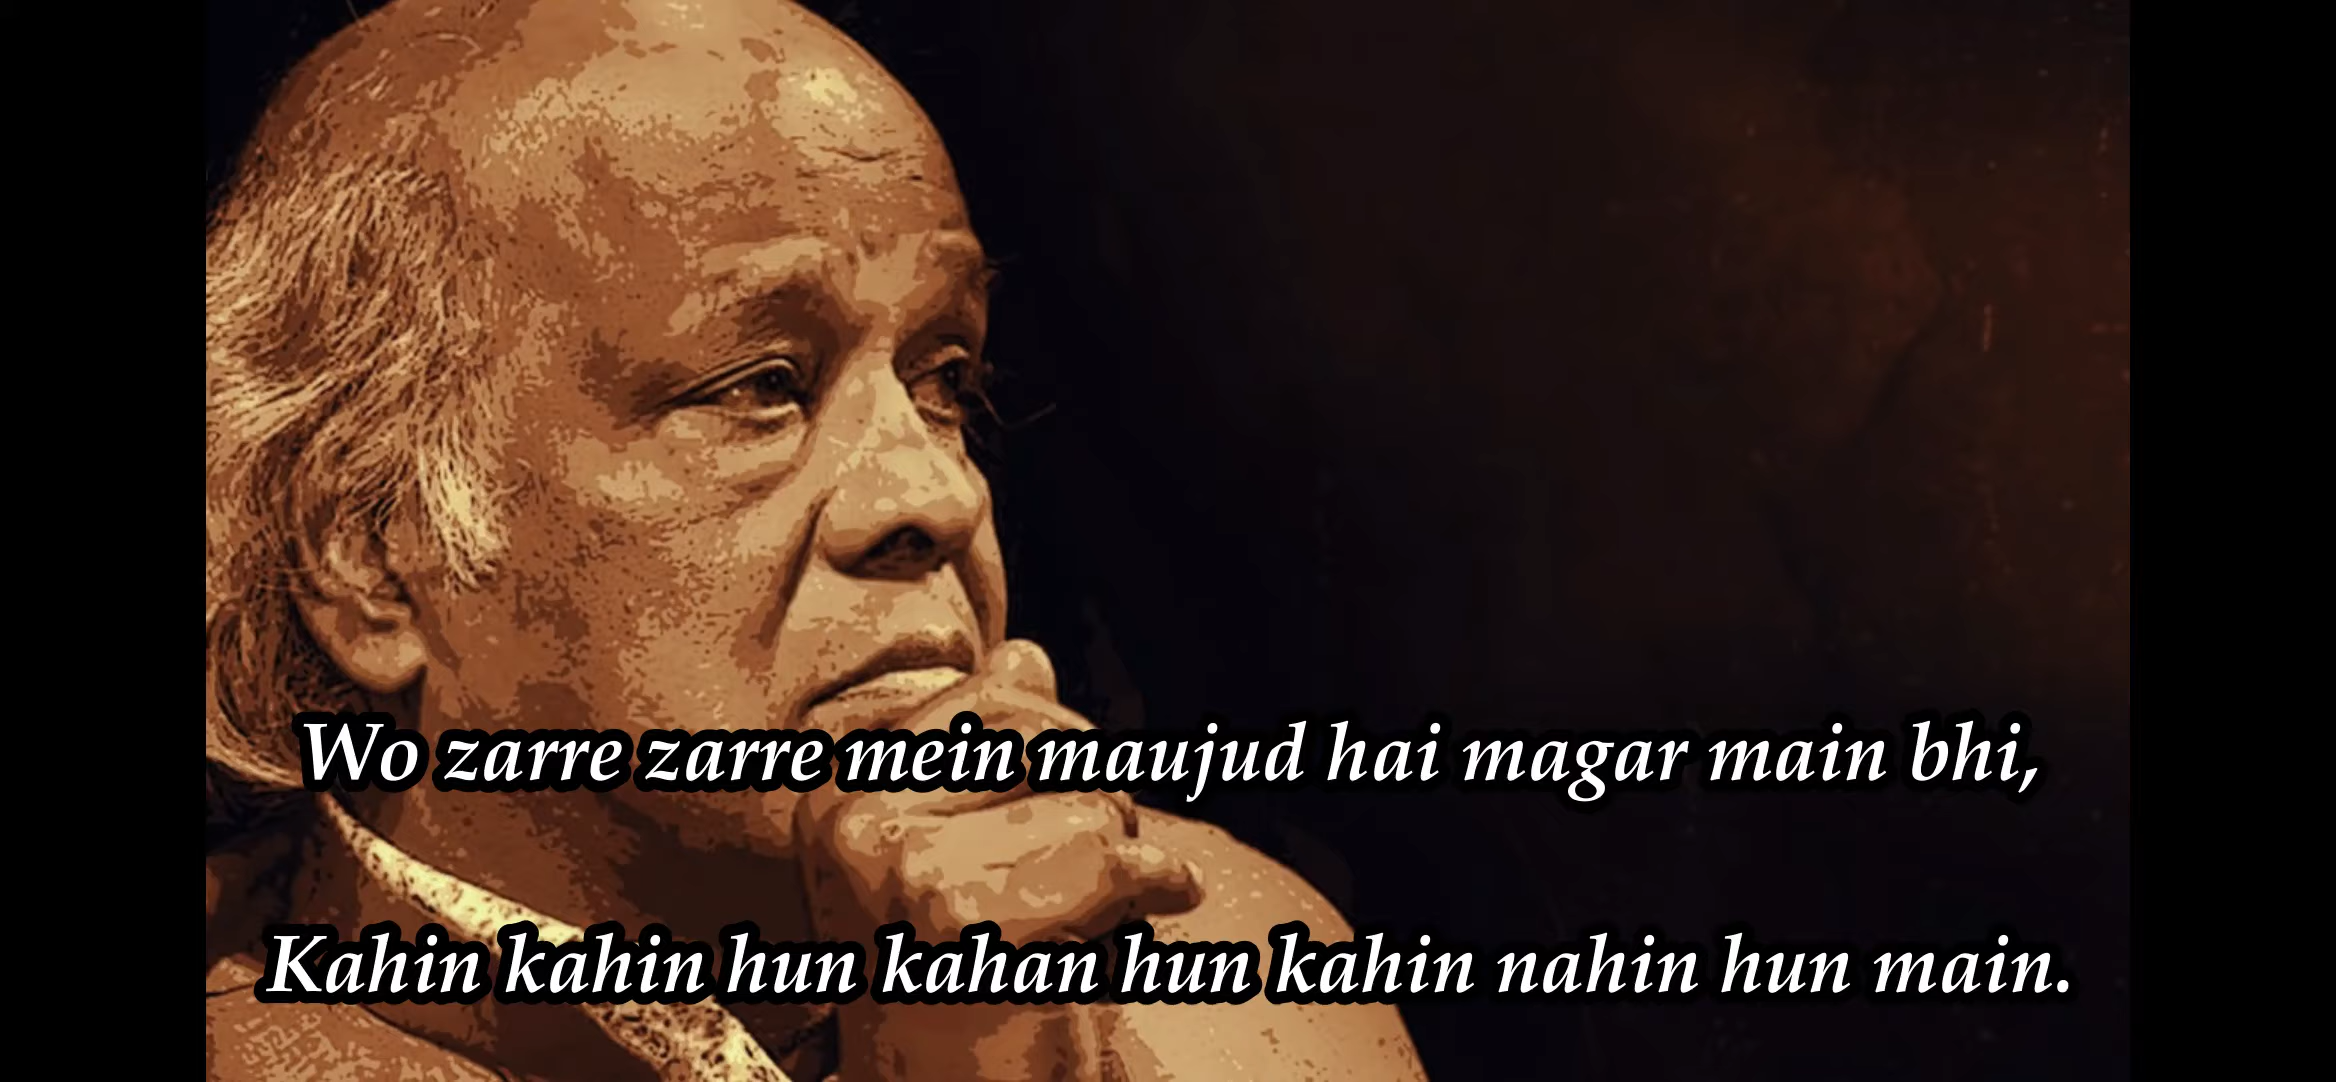 Wo zarre zarre mein maujud hai magar main bhi,
Kahin kahin hun kahan hun kahin nahin hun main.